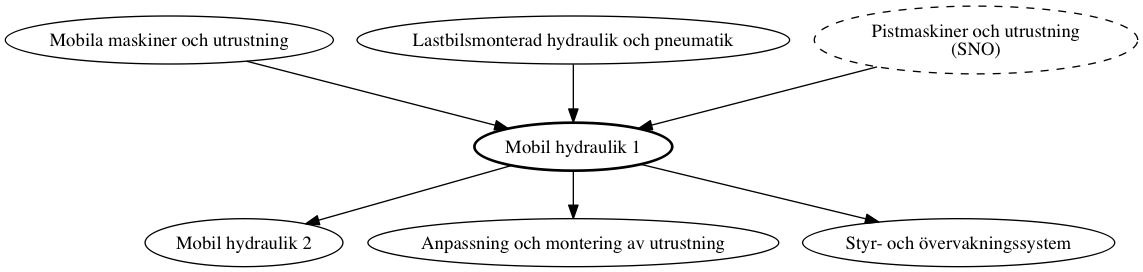 Mobila maskiner och utrustning
Lastbilsmonterad hydraulik och pneumatik
Pistmaskiner och utrustning
(SNO)
Mobil hydraulik 1
Mobil hydraulik 2
Anpassning och montering av utrustning
Styr- och övervakningssystem